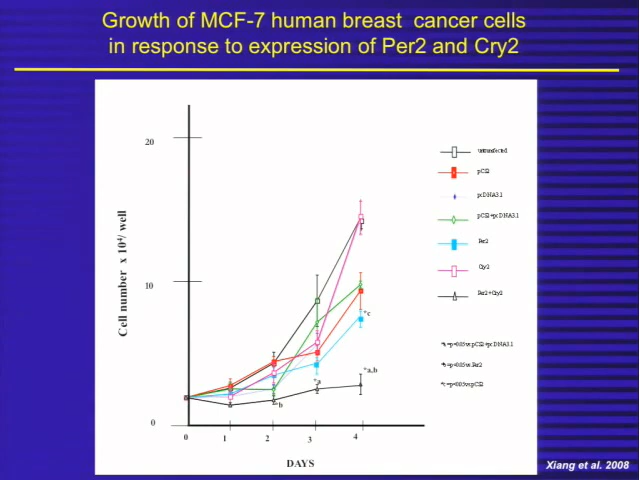 Growth of MCF-7 human breast cancer cells
in response to expression of Per2 and Cry2
20
10
0
Cell number x 10⁴/ well
0 1 2 3 4
DAYS
*b
*a
*c
*a,b
untransfected
pCI2
pcDNA3.1
pCI2+pcDNA3.1
Per2
Cry2
Per2+Cry2
Xiang et al. 2008